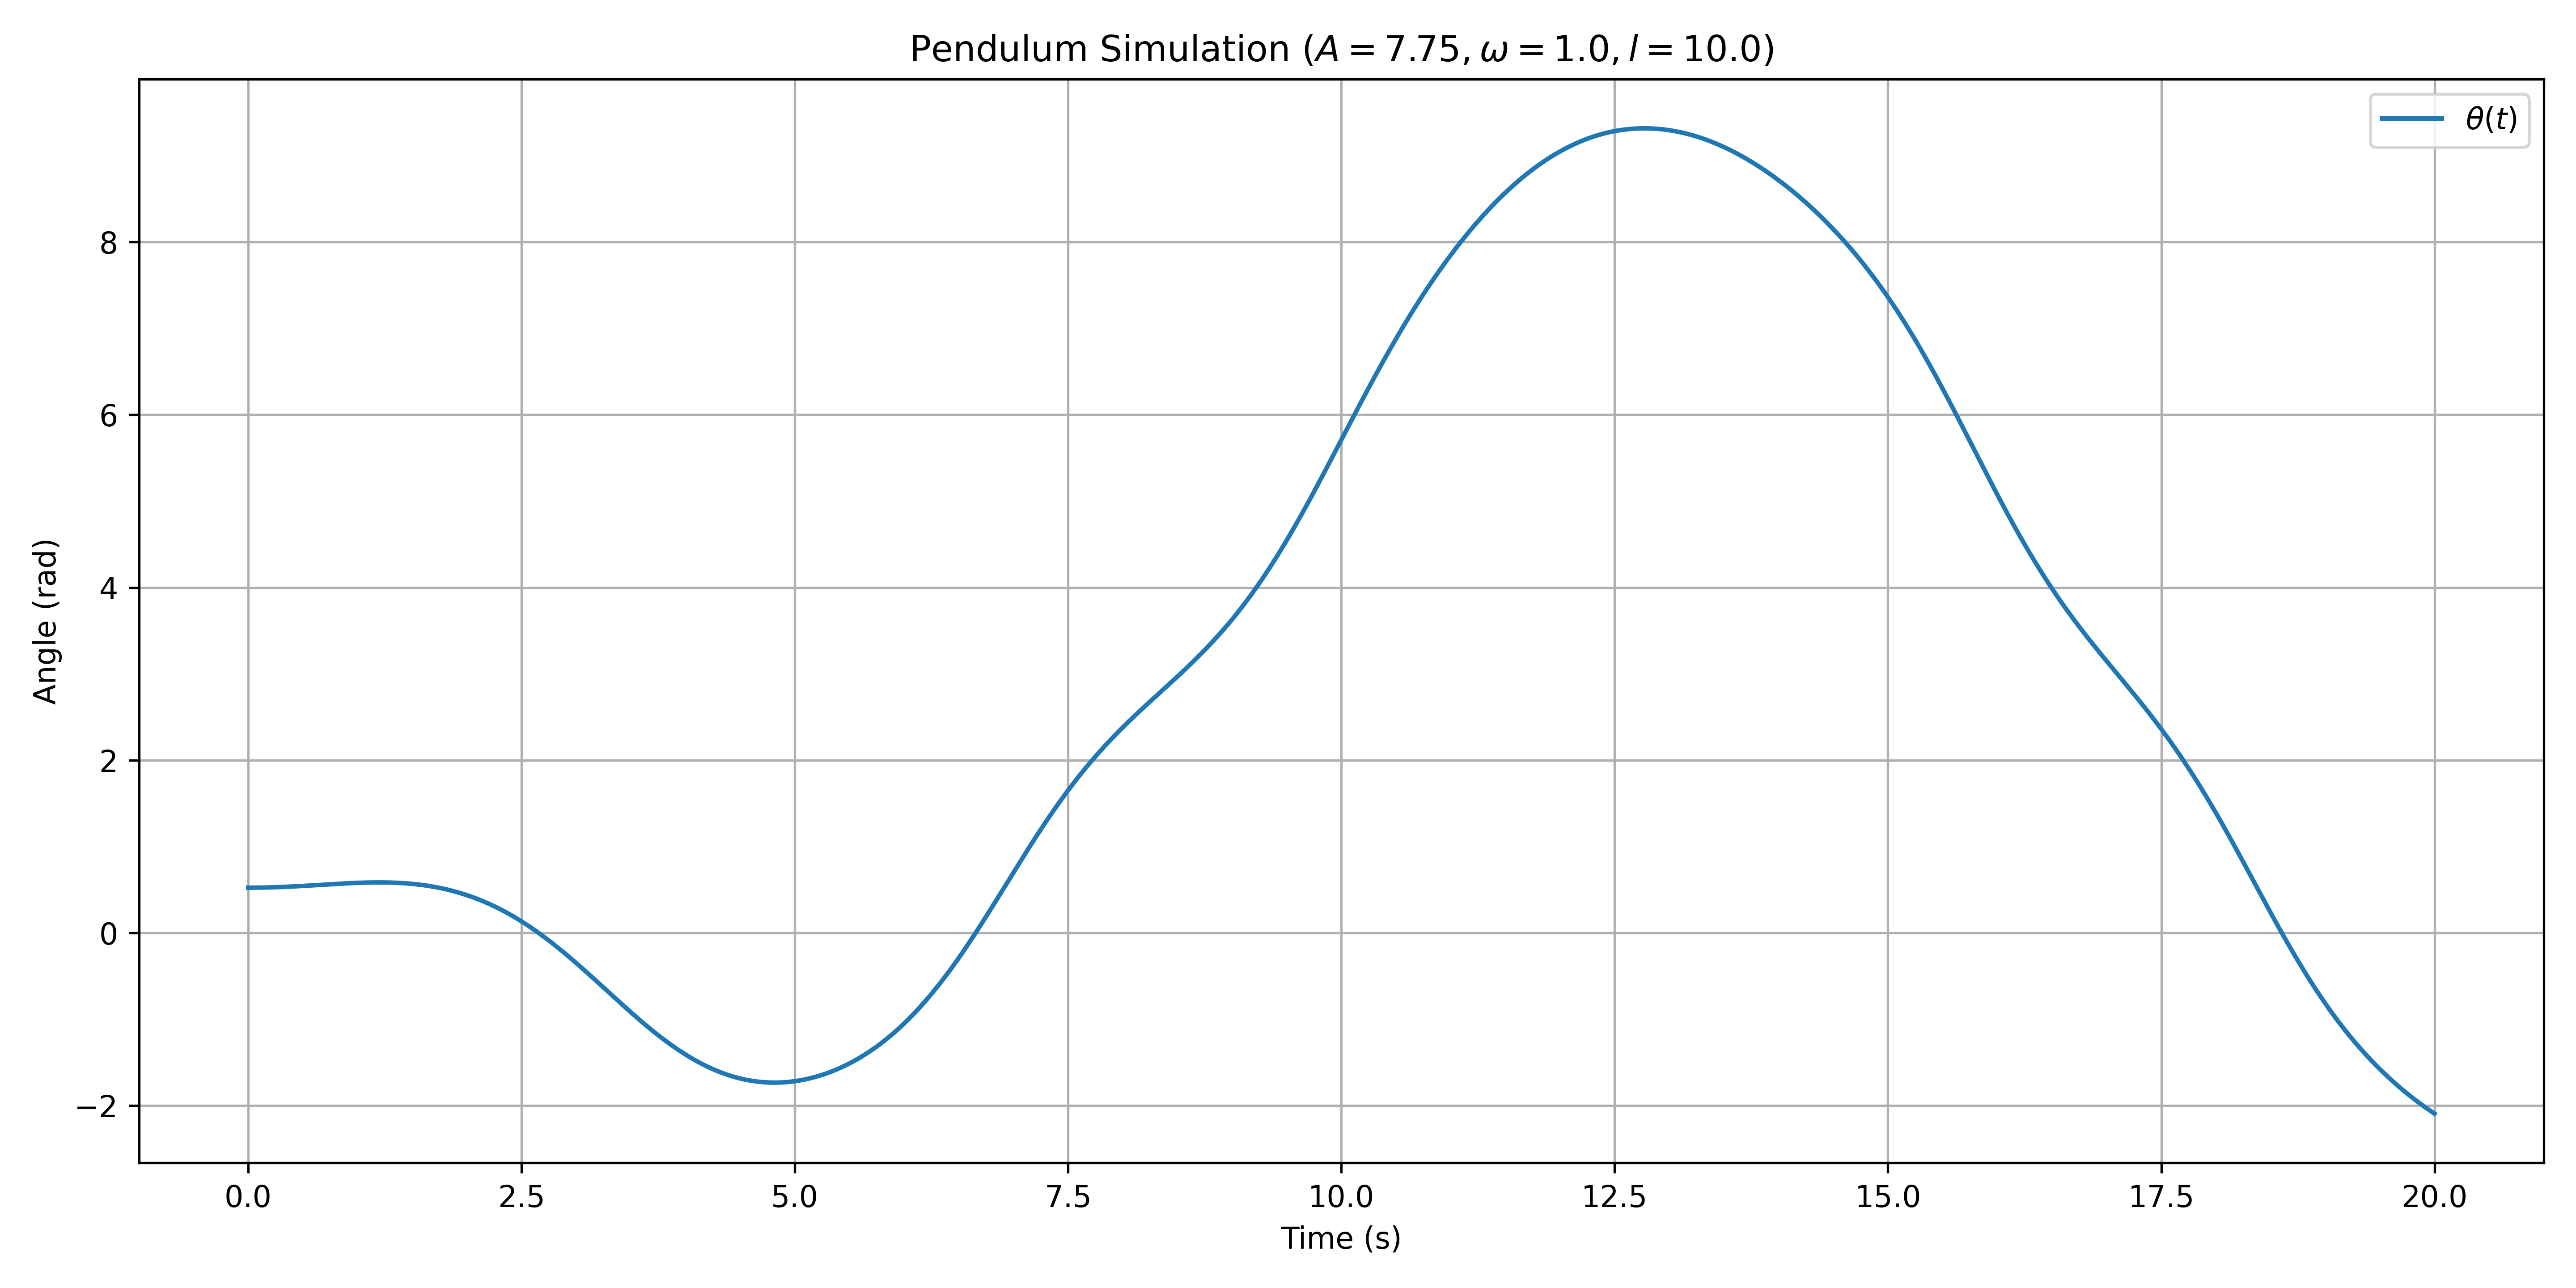 Pendulum Simulation (A = 7.75, ω = 1.0, l = 10.0)
θ(t)
Angle (rad)
8
6
4
2
0
−2
0.0 2.5 5.0 7.5 10.0 12.5 15.0 17.5 20.0
Time (s)